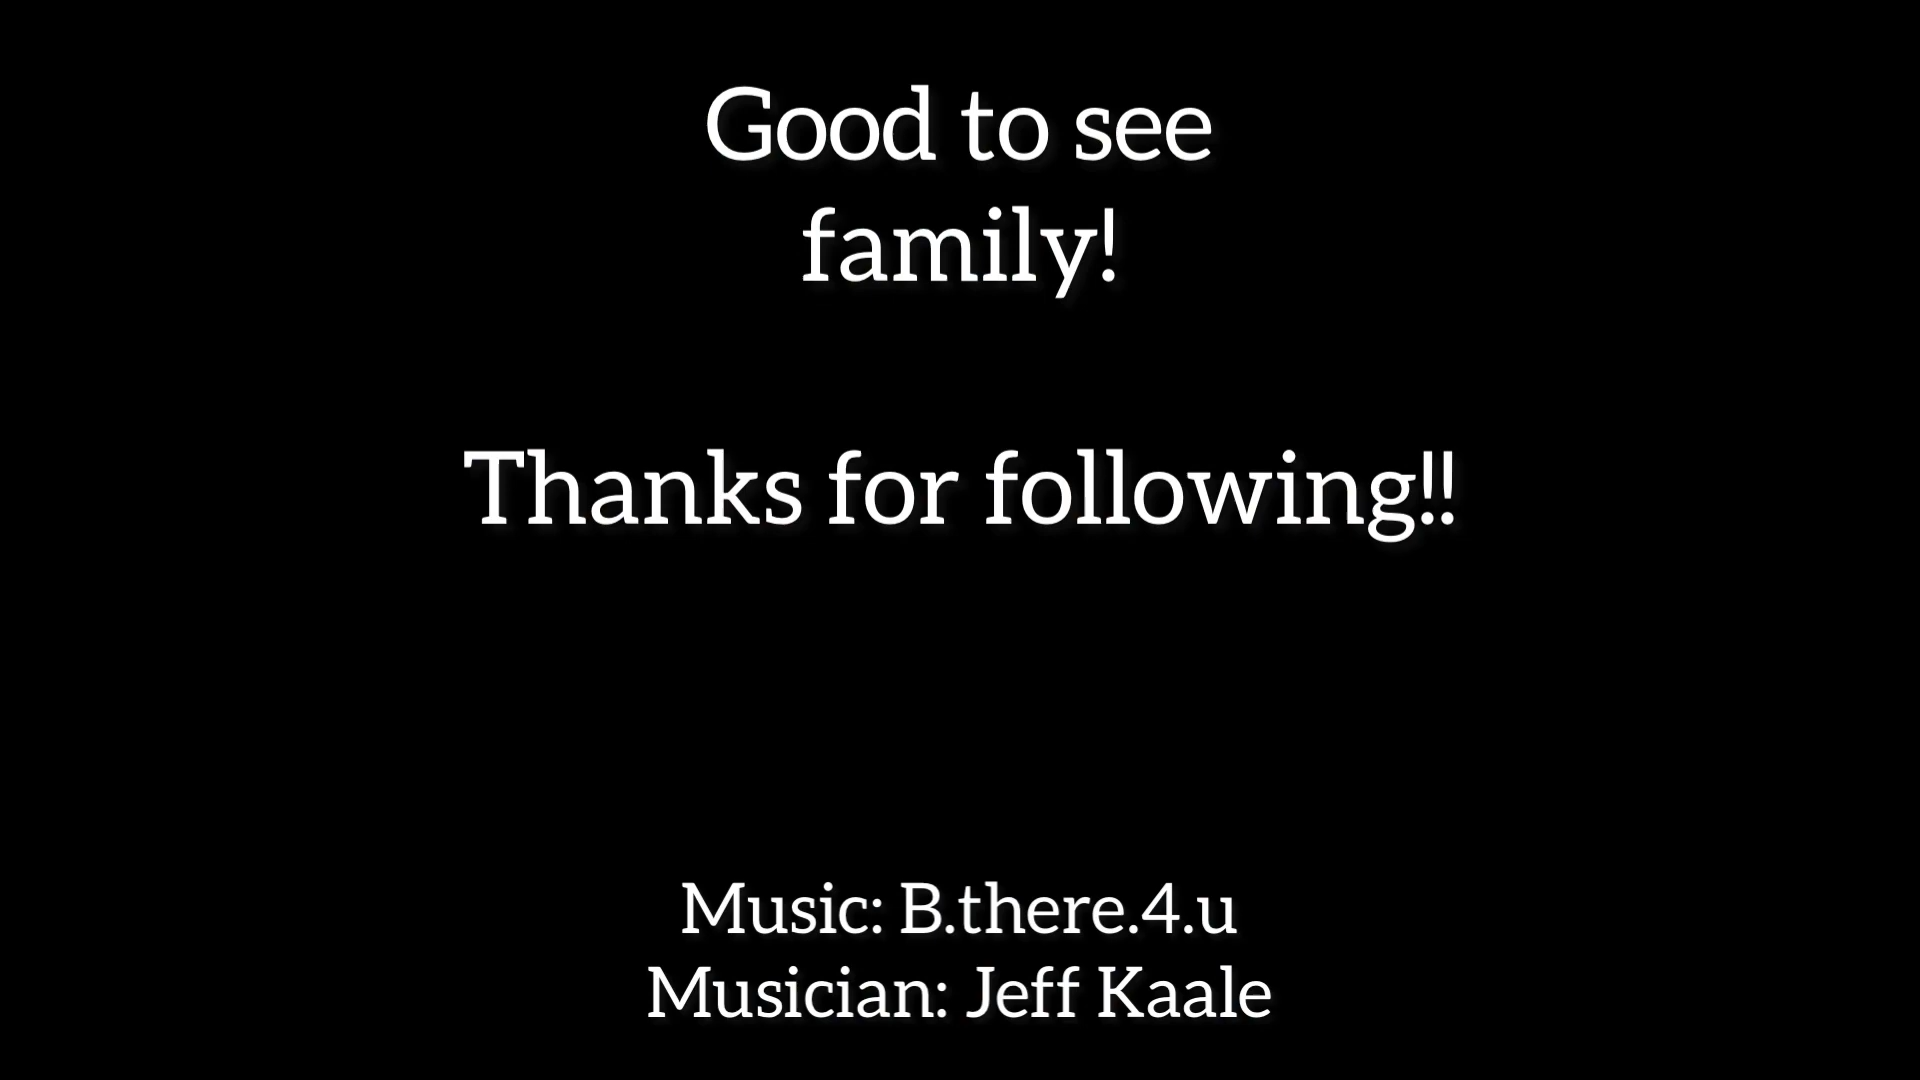 Good to see
family!
Thanks for following!!
Music: B.there.4.u
Musician: Jeff Kaale